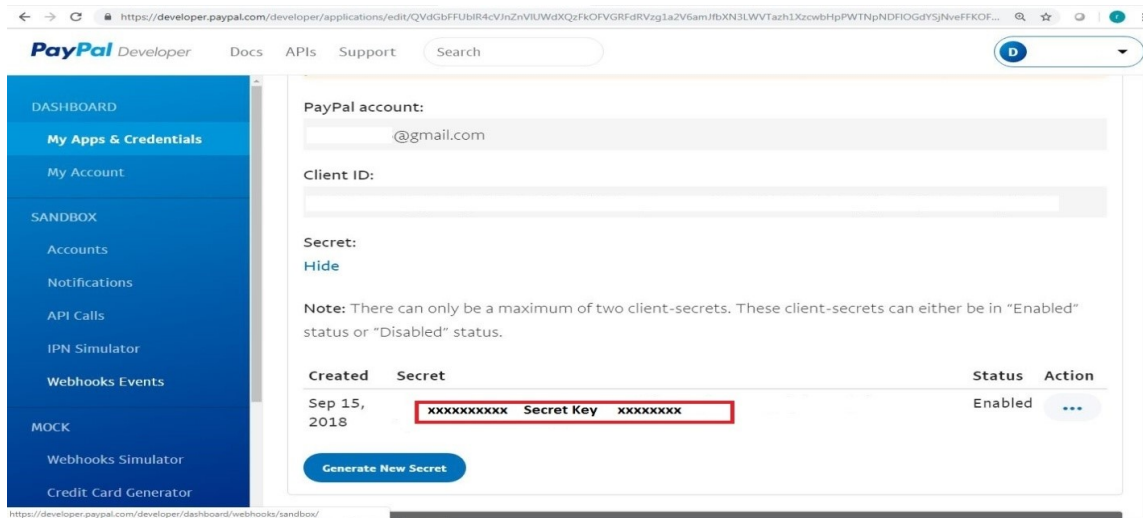 https://developer.paypal.com/developer/applications/edit/QVdGbFFUblR4cVJnZnVlUWdXQzFkOFVGRFdRVzg1a2V6amJfbXN3LWVTazh1XzcwbHpPWTNpNDFIOGdYSjNveFFKOF...
PayPal Developer Docs APIs Support Search D
DASHBOARD
My Apps & Credentials
My Account
SANDBOX
Accounts
Notifications
API Calls
IPN Simulator
Webhooks Events
MOCK
Webhooks Simulator
Credit Card Generator
PayPal account:
@gmail.com
Client ID:
Secret:
Hide
Note: There can only be a maximum of two client-secrets. These client-secrets can either be in "Enabled"
status or "Disabled" status.
Created Secret Status Action
Sep 15, xxxxxxxxxx Secret Key xxxxxxxx Enabled ...
2018
Generate New Secret
https://developer.paypal.com/developer/dashboard/webhooks/sandbox/